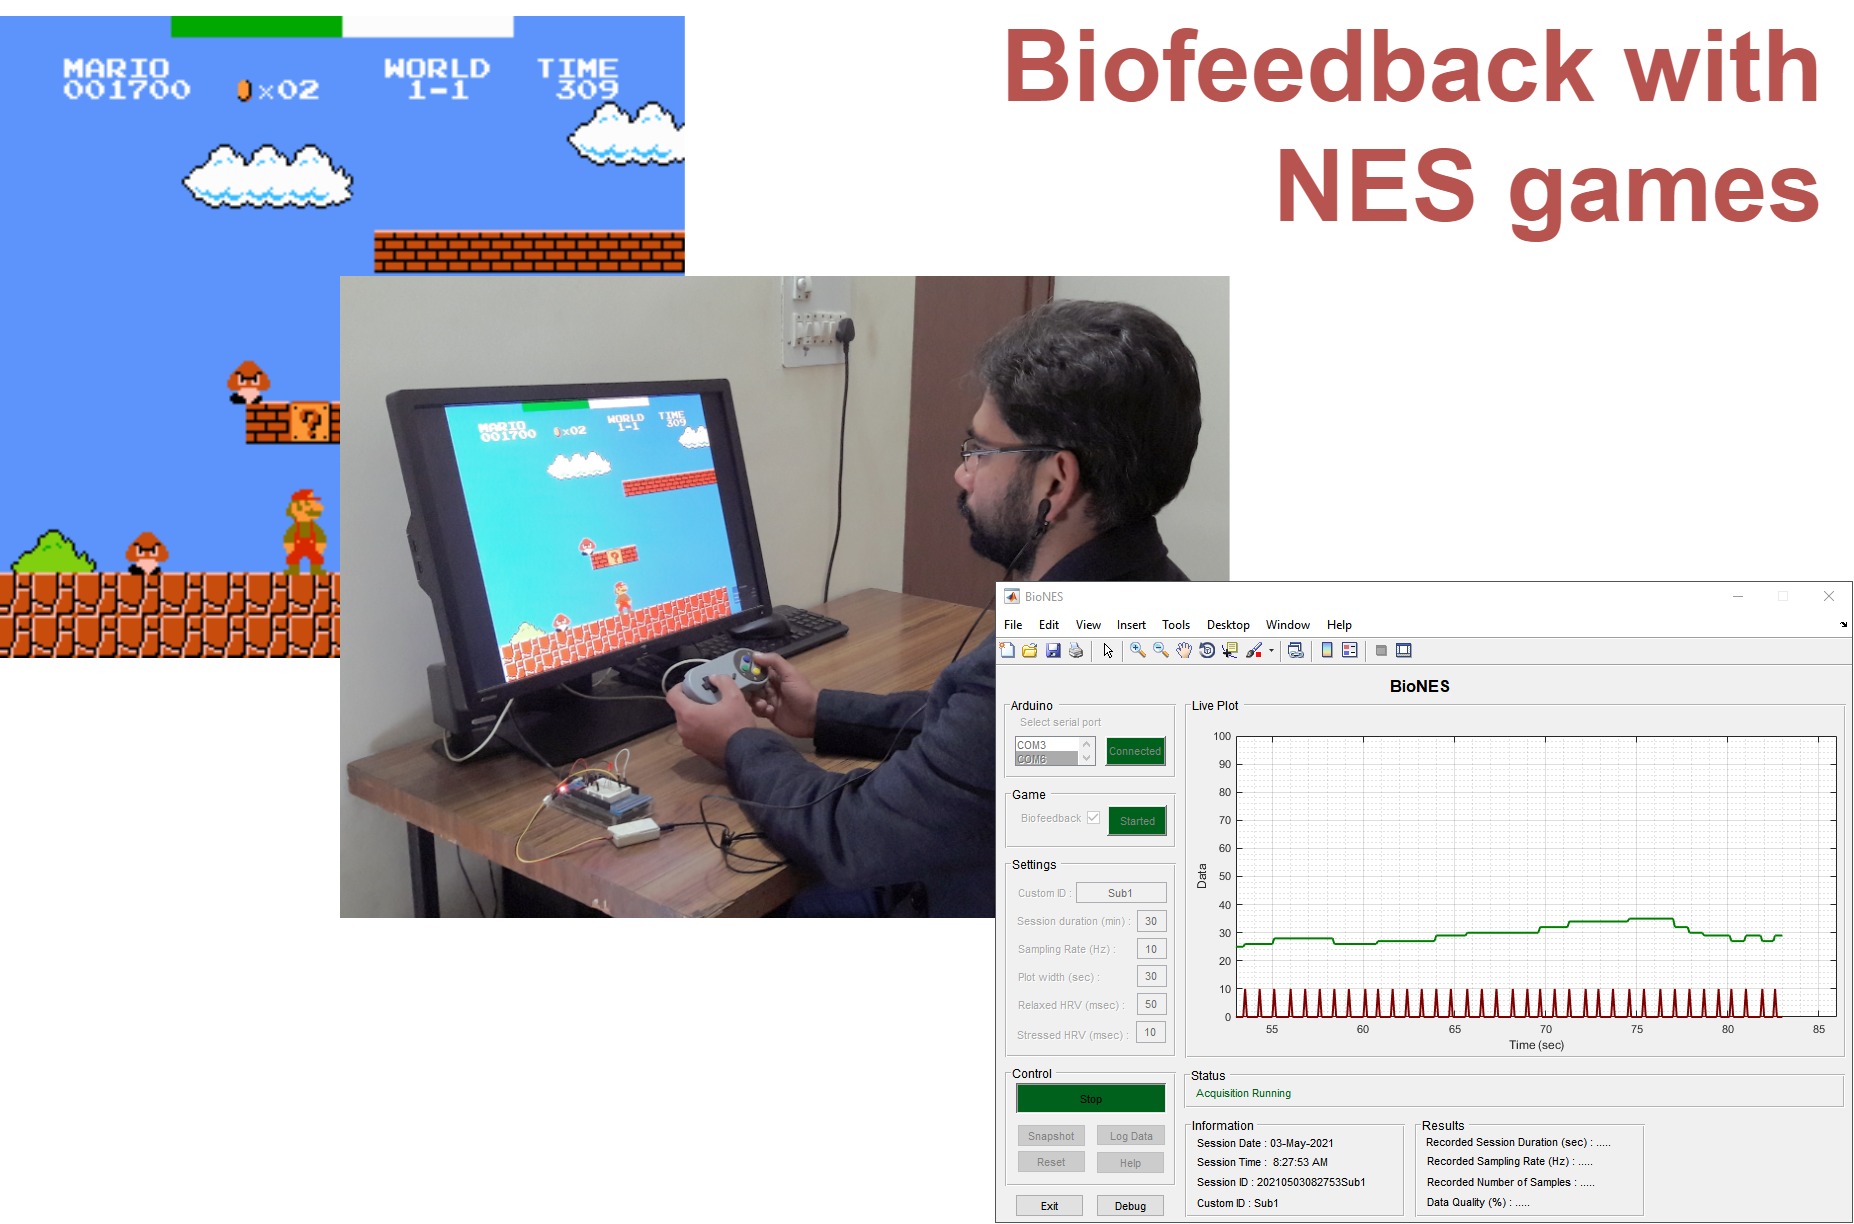 Biofeedback with
NES games
MARIO WORLD TIME
001700 ×02 1-1 309
?
MARIO WORLD TIME
001700 ×02 1-1 309
?
BioNES
File Edit View Insert Tools Desktop Window Help
BioNES
Arduino
Select serial port
COM3
COM6
Connected
Game
Biofeedback
Started
Settings
Custom ID : Sub1
Session duration (min) : 30
Sampling Rate (Hz) : 10
Plot width (sec) : 30
Relaxed HRV (msec) : 50
Stressed HRV (msec) : 10
Control
Stop
Snapshot Log Data
Reset Help
Exit Debug
Live Plot
100
90
80
70
60
50
40
30
20
10
0
Data
55 60 65 70 75 80 85
Time (sec)
Status
Acquisition Running
Information
Session Date : 03-May-2021
Session Time : 8:27:53 AM
Session ID : 20210503082753Sub1
Custom ID : Sub1
Results
Recorded Session Duration (sec) : .....
Recorded Sampling Rate (Hz) : .....
Recorded Number of Samples : .....
Data Quality (%) : .....